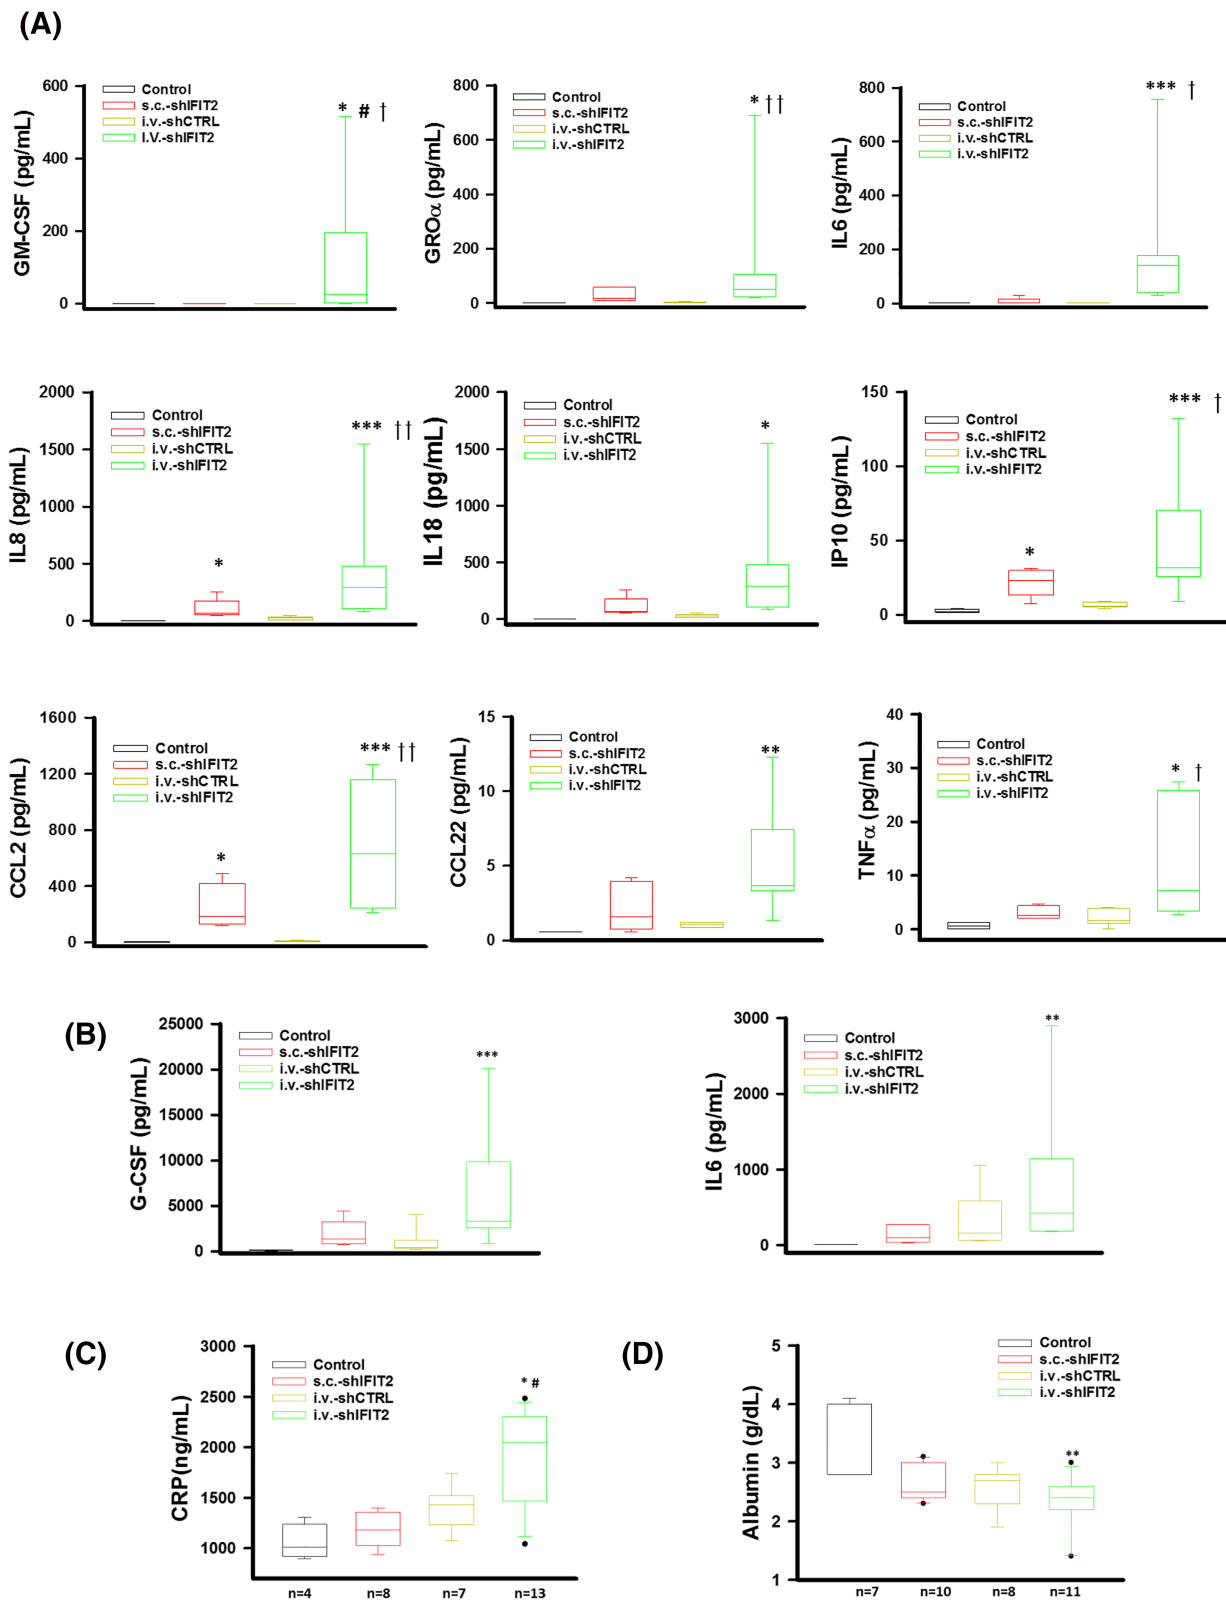 (A)
GM-CSF (pg/mL)
600
400
200
0
Control
s.c.-shIFIT2
i.v.-shCTRL
I.V-shIFIT2
* # †
GROα (pg/mL)
800
600
400
200
0
Control
s.c.-shIFIT2
i.v.-shCTRL
i.v.-shIFIT2
* ††
IL6 (pg/mL)
800
600
400
200
0
Control
s.c.-shIFIT2
i.v.-shCTRL
i.v.-shIFIT2
*** †
IL8 (pg/mL)
2000
1500
1000
500
0
Control
s.c.-shIFIT2
i.v.-shCTRL
i.v.-shIFIT2
*
*** ††
IL18 (pg/mL)
2000
1500
1000
500
0
Control
s.c.-shIFIT2
i.v.-shCTRL
i.v.-shIFIT2
*
IP10 (pg/mL)
150
100
50
0
Control
s.c.-shIFIT2
i.v.-shCTRL
i.v.-shIFIT2
*
*** †
CCL2 (pg/mL)
1600
1200
800
400
0
Control
s.c.-shIFIT2
i.v.-shCTRL
i.v.-shIFIT2
*
*** ††
CCL22 (pg/mL)
15
10
5
0
Control
s.c.-shIFIT2
i.v.-shCTRL
i.v.-shIFIT2
**
TNFα (pg/mL)
40
30
20
10
0
Control
s.c.-shIFIT2
i.v.-shCTRL
i.v.-shIFIT2
* †
(B)
G-CSF (pg/mL)
25000
20000
15000
10000
5000
0
Control
s.c.-shIFIT2
i.v.-shCTRL
i.v.-shIFIT2
***
IL6 (pg/mL)
3000
2000
1000
0
Control
s.c.-shIFIT2
i.v.-shCTRL
i.v.-shIFIT2
**
(C)
CRP(ng/mL)
3000
2500
2000
1500
1000
Control
s.c.-shIFIT2
i.v.-shCTRL
i.v.-shIFIT2
* #
n=4 n=8 n=7 n=13
(D)
Albumin (g/dL)
5
4
3
2
1
Control
s.c.-shIFIT2
i.v.-shCTRL
i.v.-shIFIT2
**
n=7 n=10 n=8 n=11